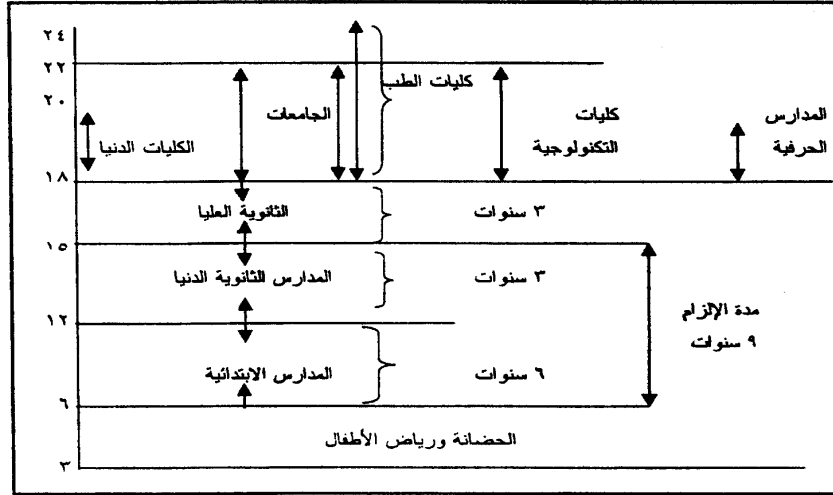 ٢٤
كليات الطب
٢٢
٢٠
الجامعات
كليات
التكنولوجية
المدارس
الحرفية
الكليات الدنيا
١٨
الثانوية العليا
٣ سنوات
١٥
المدارس الثانوية الدنيا
٣ سنوات
مدة الإلزام
٩ سنوات
١٢
المدارس الابتدائية
٦ سنوات
٦
الحضانة ورياض الأطفال
٣